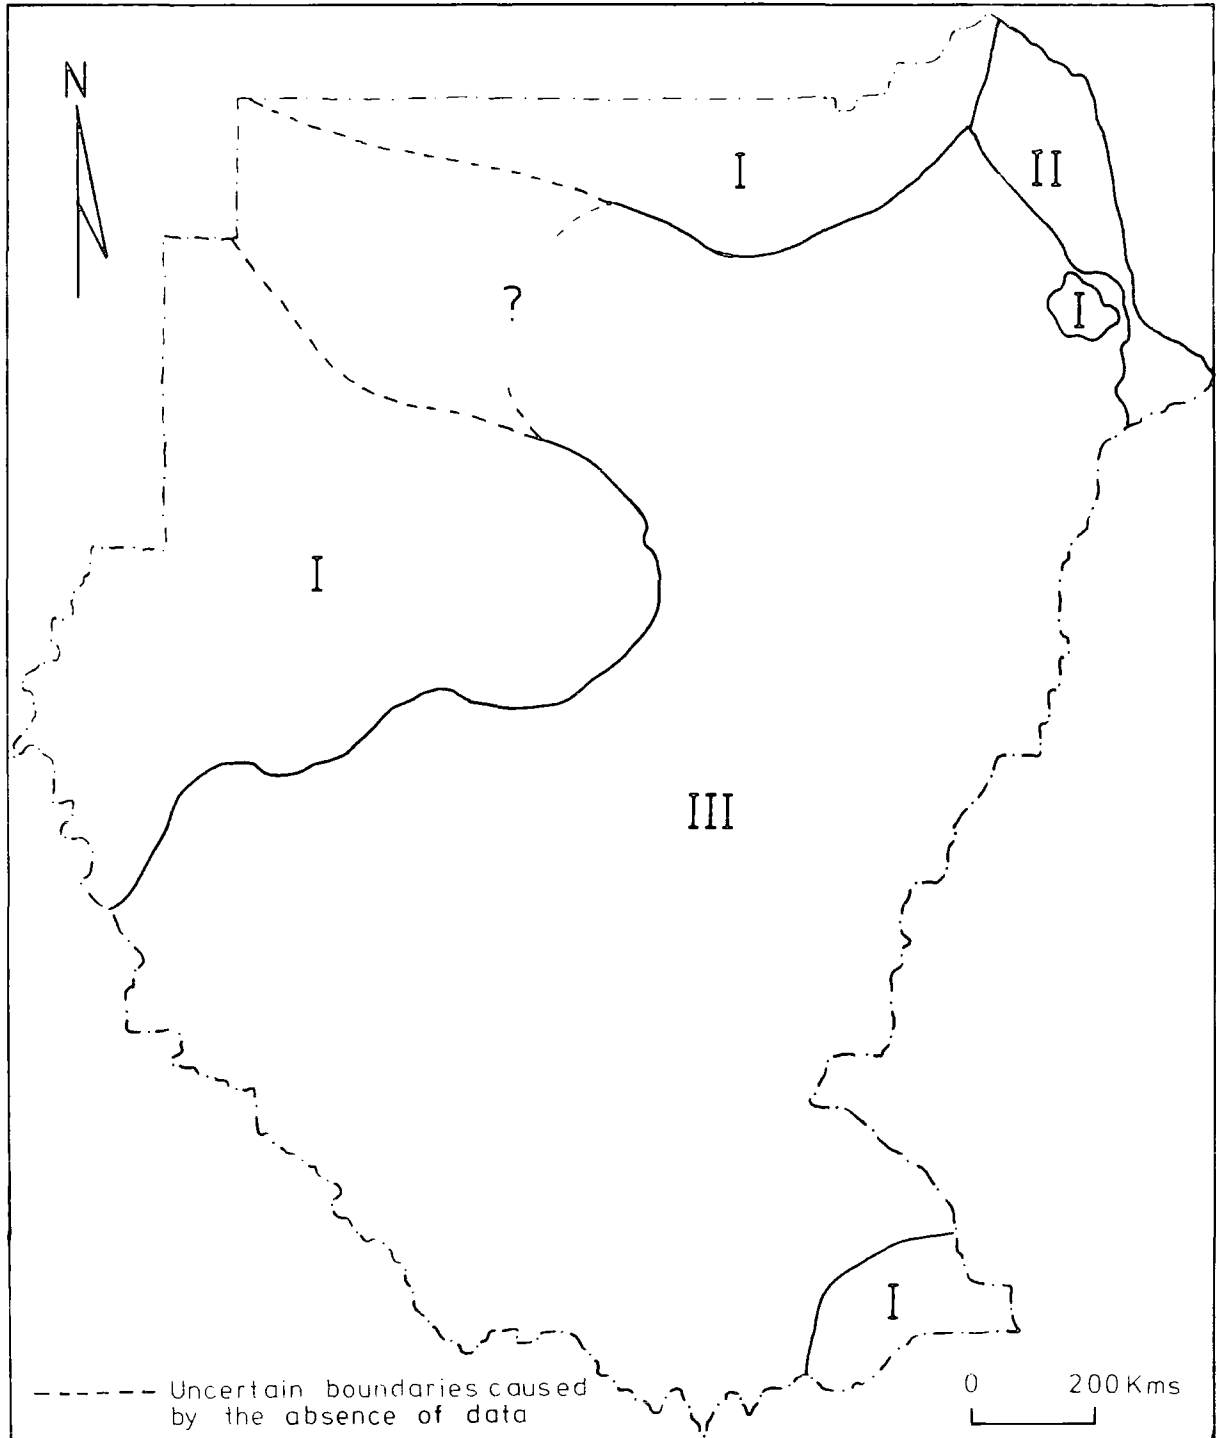 N
I
II
I
?
I
III
I
0 200 Kms
Uncertain boundaries caused
by the absence of data